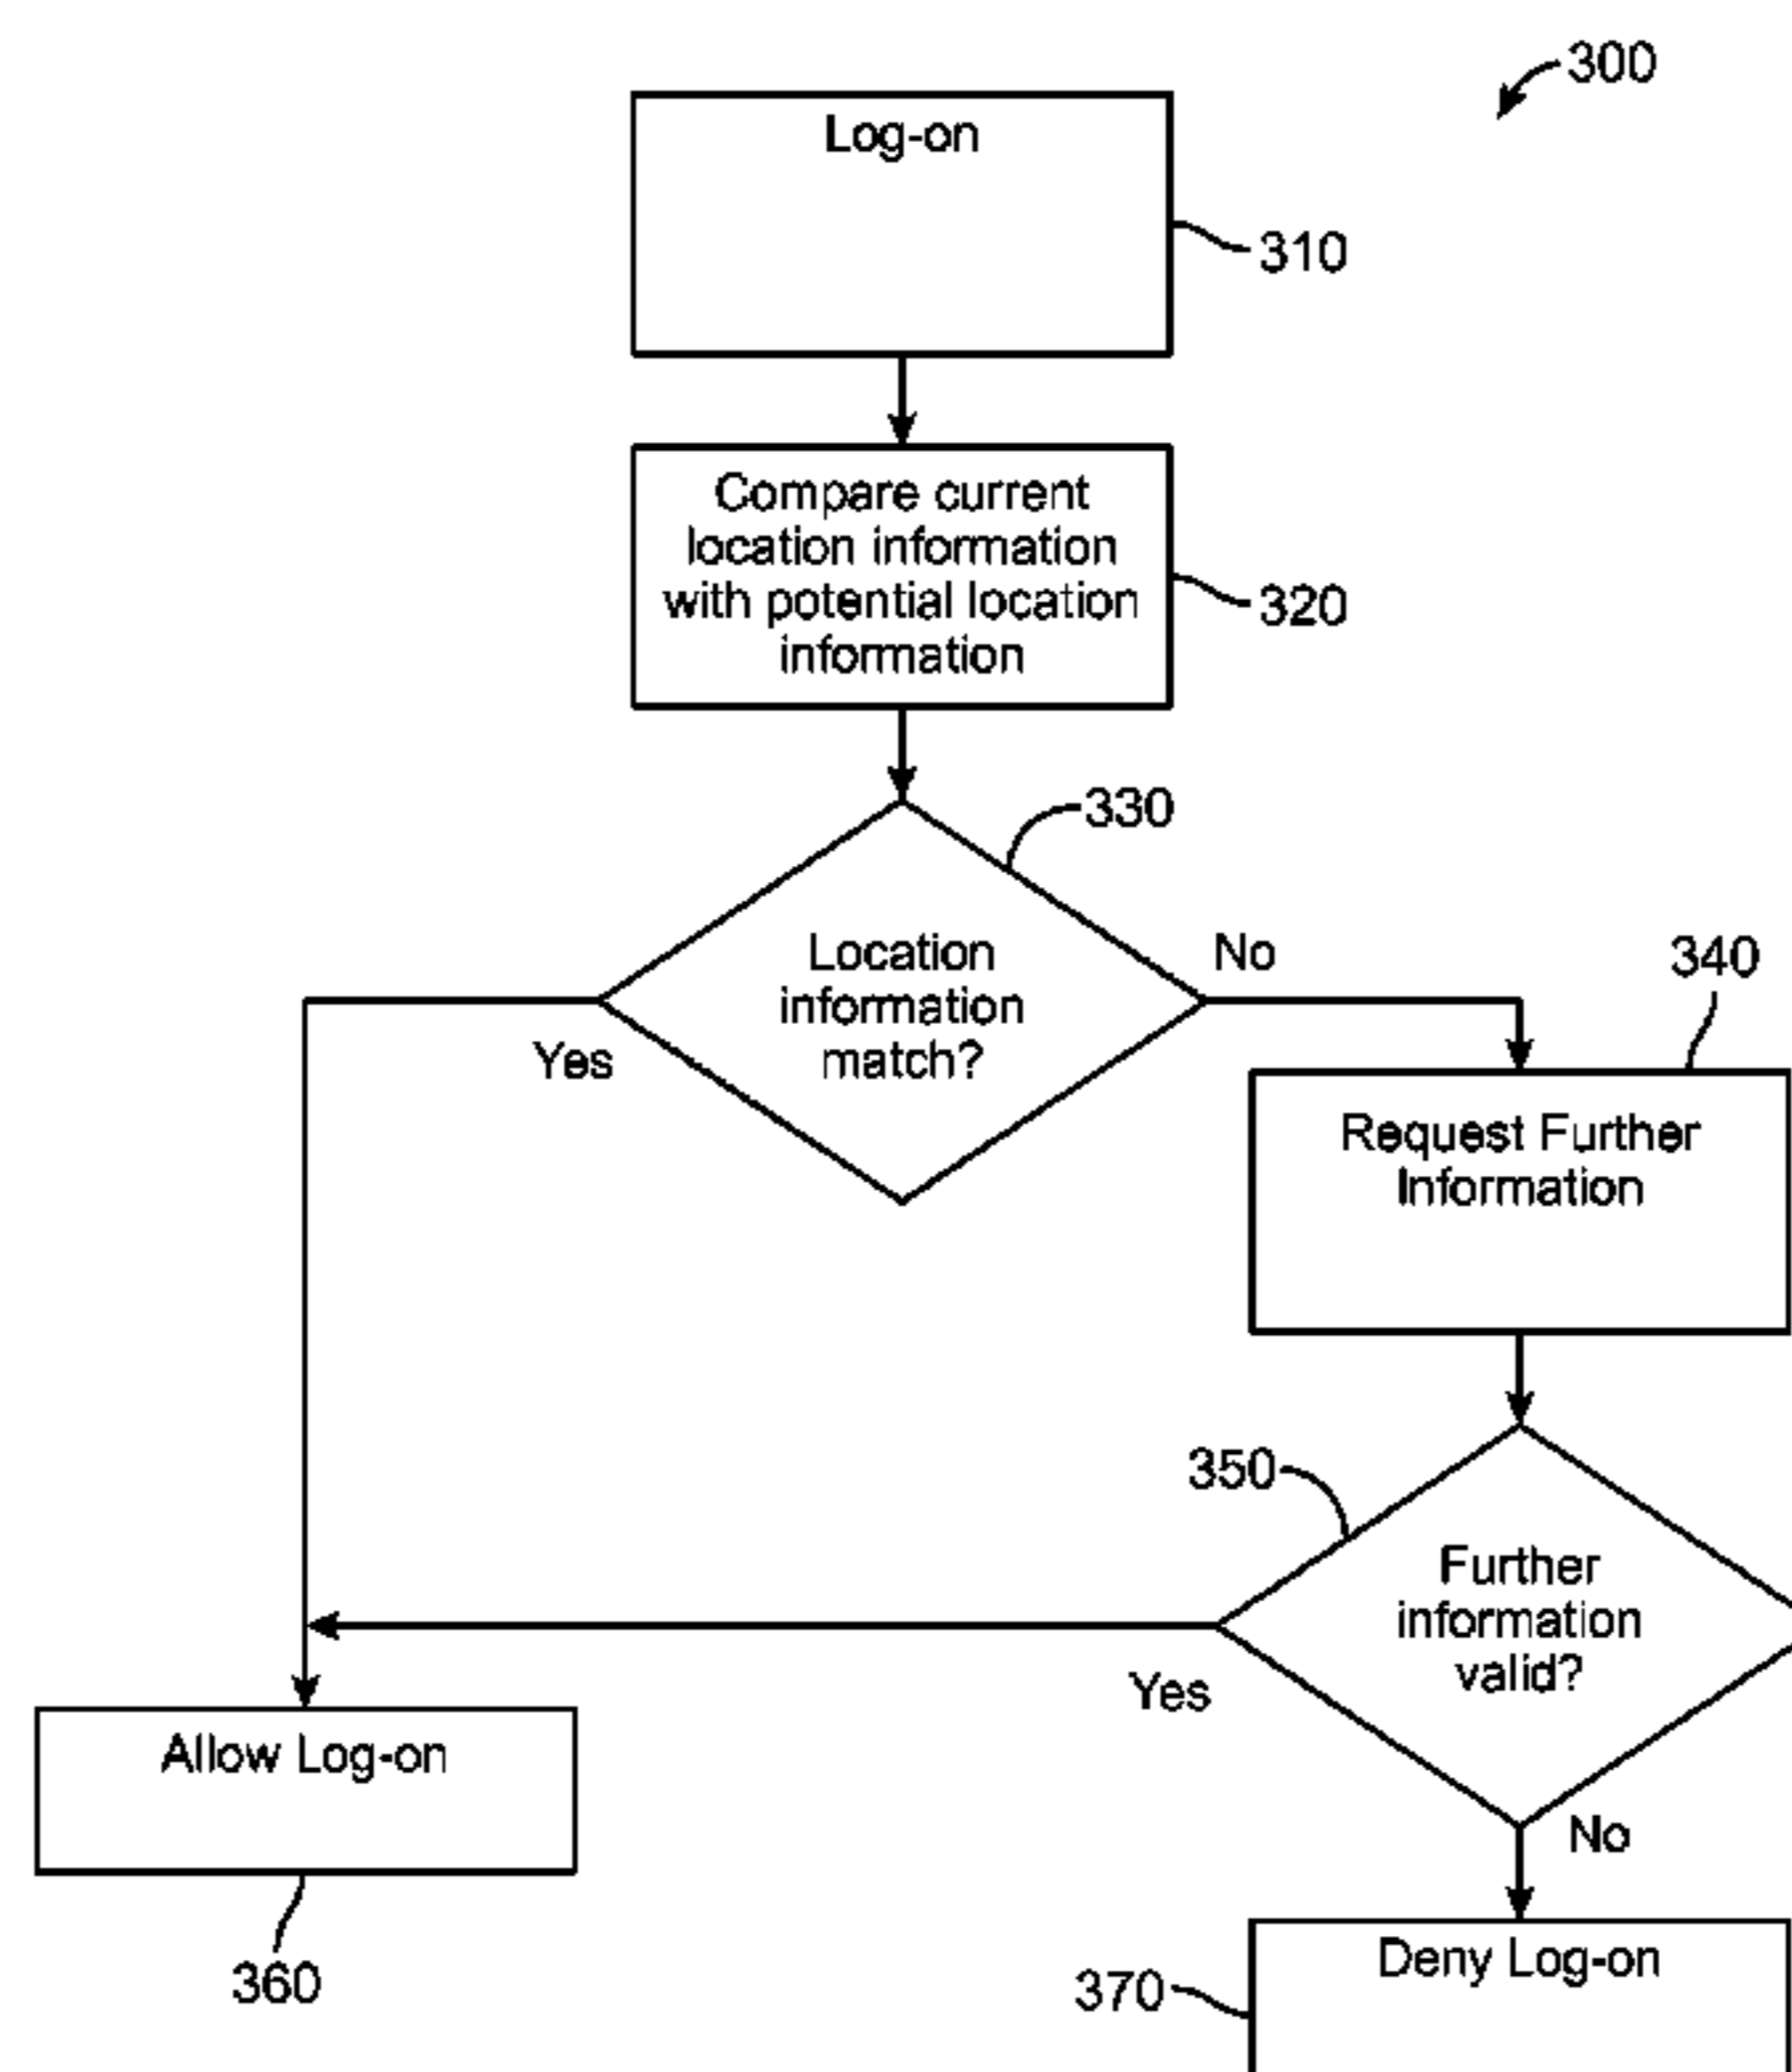 300
Log-on
310
Compare current
location information
with potential location
information
320
330
Location
information
match?
No
Yes
340
Request Further
Information
350
Further
information
valid?
Yes
No
Allow Log-on
360
Deny Log-on
370